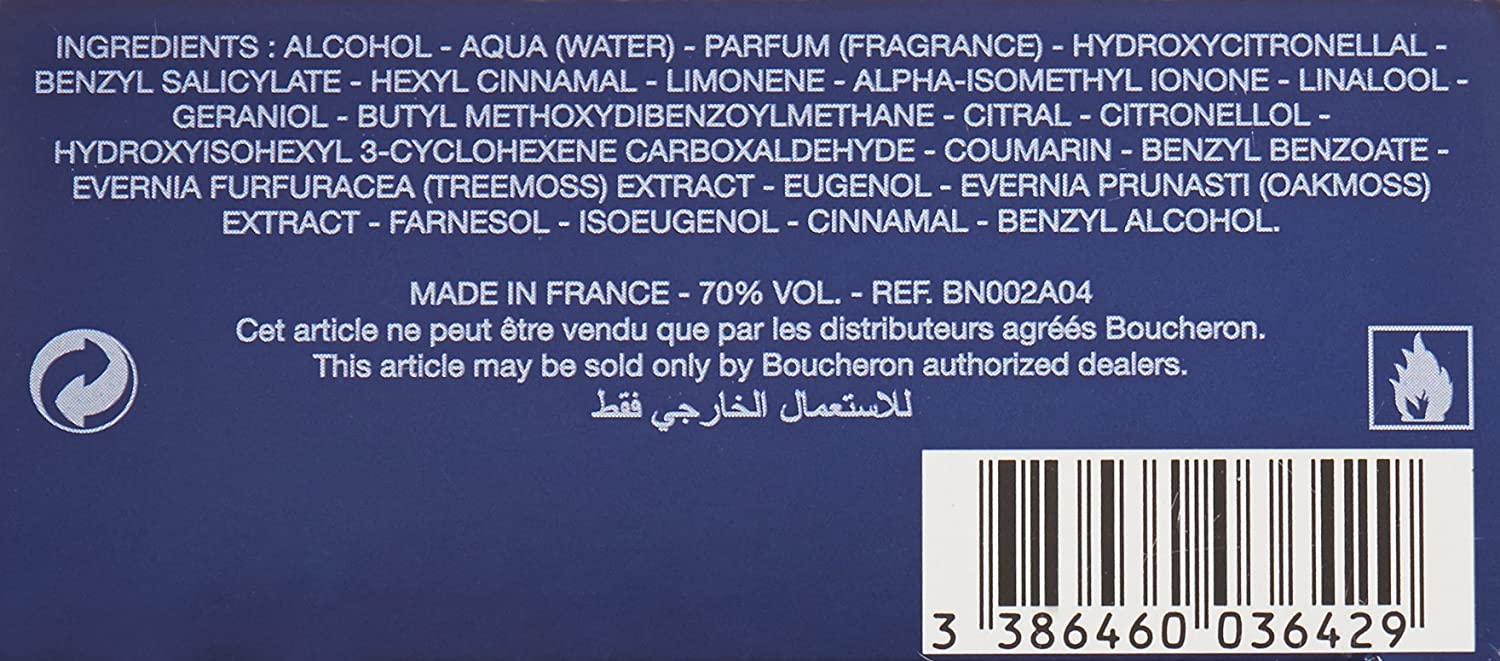 INGREDIENTS : ALCOHOL - AQUA (WATER) - PARFUM (FRAGRANCE) - HYDROXYCITRONELLAL -
BENZYL SALICYLATE - HEXYL CINNAMAL - LIMONENE - ALPHA-ISOMETHYL IONONE - LINALOOL -
GERANIOL - BUTYL METHOXYDIBENZOYLMETHANE - CITRAL - CITRONELLOL -
HYDROXYISOHEXYL 3-CYCLOHEXENE CARBOXALDEHYDE - COUMARIN - BENZYL BENZOATE -
EVERNIA FURFURACEA (TREEMOSS) EXTRACT - EUGENOL - EVERNIA PRUNASTI (OAKMOSS)
EXTRACT - FARNESOL - ISOEUGENOL - CINNAMAL - BENZYL ALCOHOL.
MADE IN FRANCE - 70% VOL. - REF. BN002A04
Cet article ne peut être vendu que par les distributeurs agréés Boucheron.
This article may be sold only by Boucheron authorized dealers.
للاستعمال الخارجي فقط
3 386460 036429